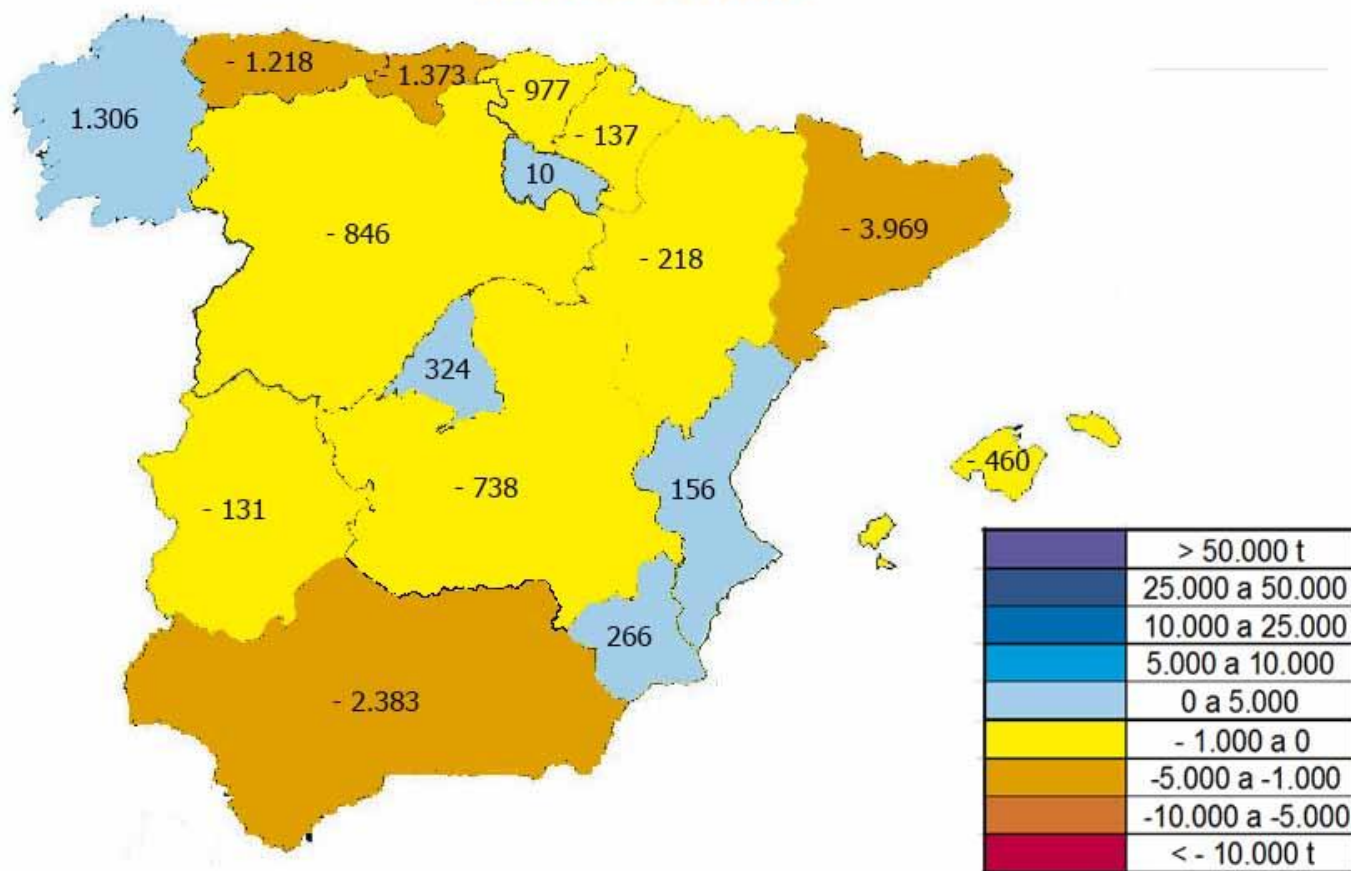 - 1.218
- 1.373
- 977
1.306
- 137
10
- 846
- 218
- 3.969
324
- 460
- 131
- 738
156
266
- 2.383
> 50.000 t
25.000 a 50.000
10.000 a 25.000
5.000 a 10.000
0 a 5.000
- 1.000 a 0
-5.000 a -1.000
-10.000 a -5.000
< - 10.000 t